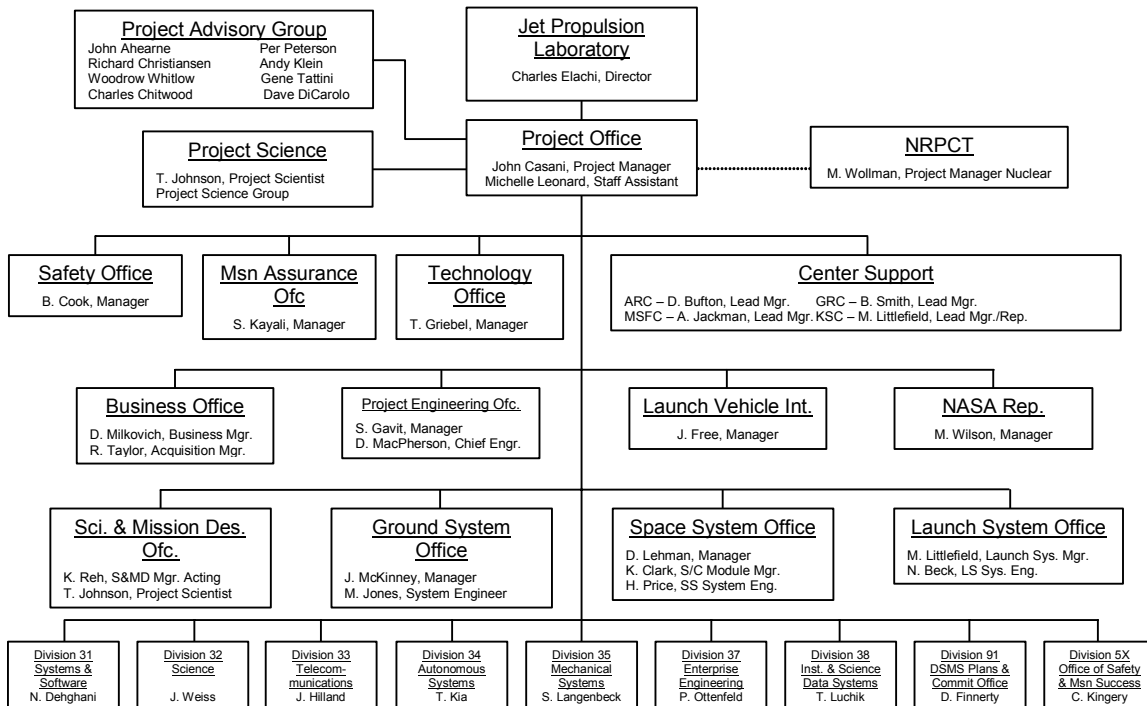 Project Advisory Group
John Ahearne Per Peterson
Richard Christiansen Andy Klein
Woodrow Whitlow Gene Tattini
Charles Chitwood Dave DiCarolo
Jet Propulsion
Laboratory
Charles Elachi, Director
Project Science
T. Johnson, Project Scientist
Project Science Group
Project Office
John Casani, Project Manager
Michelle Leonard, Staff Assistant
NRPCT
M. Wollman, Project Manager Nuclear
Safety Office
B. Cook, Manager
Msn Assurance
Ofc
S. Kayali, Manager
Technology
Office
T. Griebel, Manager
Center Support
ARC – D. Bufton, Lead Mgr. GRC – B. Smith, Lead Mgr.
MSFC – A. Jackman, Lead Mgr. KSC – M. Littlefield, Lead Mgr./Rep.
Business Office
D. Milkovich, Business Mgr.
R. Taylor, Acquisition Mgr.
Project Engineering Ofc.
S. Gavit, Manager
D. MacPherson, Chief Engr.
Launch Vehicle Int.
J. Free, Manager
NASA Rep.
M. Wilson, Manager
Sci. & Mission Des.
Ofc.
K. Reh, S&MD Mgr. Acting
T. Johnson, Project Scientist
Ground System
Office
J. McKinney, Manager
M. Jones, System Engineer
Space System Office
D. Lehman, Manager
K. Clark, S/C Module Mgr.
H. Price, SS System Eng.
Launch System Office
M. Littlefield, Launch Sys. Mgr.
N. Beck, LS Sys. Eng.
Division 31
Systems &
Software
N. Dehghani
Division 32
Science
J. Weiss
Division 33
Telecom-
munications
J. Hilland
Division 34
Autonomous
Systems
T. Kia
Division 35
Mechanical
Systems
S. Langenbeck
Division 37
Enterprise
Engineering
P. Ottenfeld
Division 38
Inst. & Science
Data Systems
T. Luchik
Division 91
DSMS Plans &
Commit Office
D. Finnerty
Division 5X
Office of Safety
& Msn Success
C. Kingery